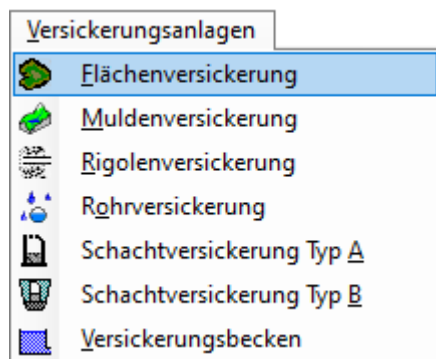 Versickerungsanlagen
Flächenversickerung
Muldenversickerung
Rigolenversickerung
Rohrversickerung
Schachtversickerung Typ A
Schachtversickerung Typ B
Versickerungsbecken